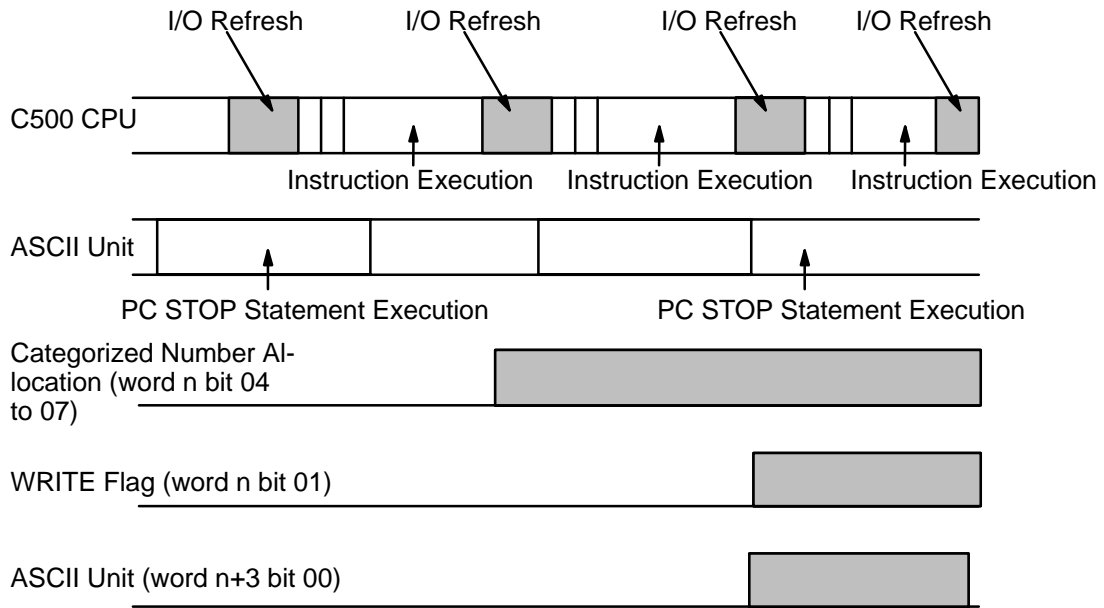 I/O Refresh I/O Refresh I/O Refresh I/O Refresh
C500 CPU
Instruction Execution Instruction Execution Instruction Execution
ASCII Unit
PC STOP Statement Execution PC STOP Statement Execution
Categorized Number Al-
location (word n bit 04
to 07)
WRITE Flag (word n bit 01)
ASCII Unit (word n+3 bit 00)